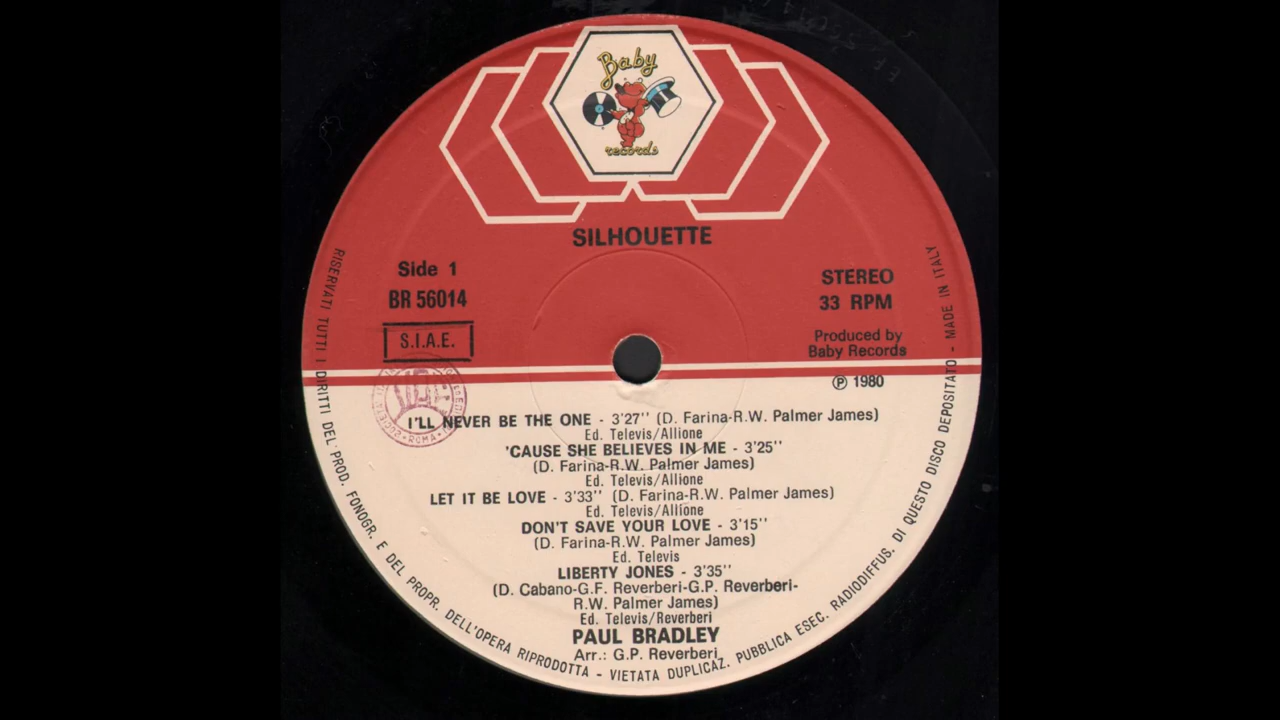 Baby
records
SILHOUETTE
Side 1
BR 56014
S.I.A.E.
STEREO
33 RPM
Produced by
Baby Records
℗ 1980
I'LL NEVER BE THE ONE - 3'27'' (D. Farina-R.W. Palmer James)
Ed. Televis/Allione
'CAUSE SHE BELIEVES IN ME - 3'25''
(D. Farina-R.W. Palmer James)
Ed. Televis/Allione
LET IT BE LOVE - 3'33'' (D. Farina-R.W. Palmer James)
Ed. Televis/Allione
DON'T SAVE YOUR LOVE - 3'15''
(D. Farina-R.W. Palmer James)
Ed. Televis
LIBERTY JONES - 3'35''
(D. Cabano-G.F. Reverberi-G.P. Reverberi-
R.W. Palmer James)
Ed. Televis/Reverberi
PAUL BRADLEY
Arr.: G.P. Reverberi
RISERVATI TUTTI I DIRITTI DEL PROD. FONOGR. E DEL PROPR. DELL'OPERA RIPRODOTTA - VIETATA DUPLICAZ. PUBBLICA ESEC. RADIODIFFUS. DI QUESTO DISCO DEPOSITATO - MADE IN ITALY
ROMA